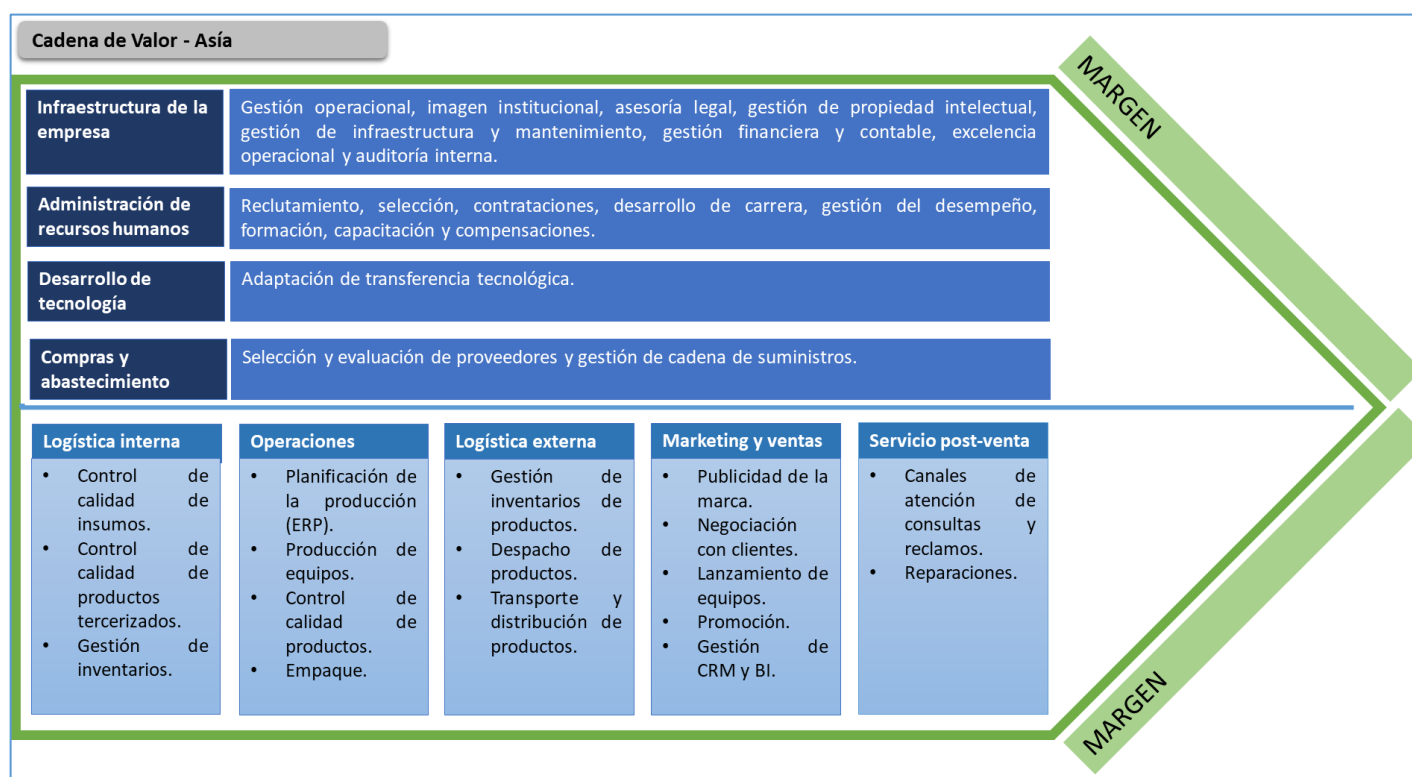 Cadena de Valor - Asía
MARGEN
Infraestructura de la
empresa
Gestión operacional, imagen institucional, asesoría legal, gestión de propiedad intelectual,
gestión de infraestructura y mantenimiento, gestión financiera y contable, excelencia
operacional y auditoría interna.
Administración de
recursos humanos
Reclutamiento, selección, contrataciones, desarrollo de carrera, gestión del desempeño,
formación, capacitación y compensaciones.
Desarrollo de
tecnología
Adaptación de transferencia tecnológica.
Compras y
abastecimiento
Selección y evaluación de proveedores y gestión de cadena de suministros.
Logística interna
• Control de
calidad de
insumos.
• Control de
calidad de
productos
tercerizados.
• Gestión de
inventarios.
Operaciones
• Planificación de
la producción
(ERP).
• Producción de
equipos.
• Control de
calidad de
productos.
• Empaque.
Logística externa
• Gestión de
inventarios de
productos.
• Despacho de
productos.
• Transporte y
distribución de
productos.
Marketing y ventas
• Publicidad de la
marca.
• Negociación
con clientes.
• Lanzamiento de
equipos.
• Promoción.
• Gestión de
CRM y BI.
Servicio post-venta
• Canales de
atención de
consultas y
reclamos.
• Reparaciones.
MARGEN